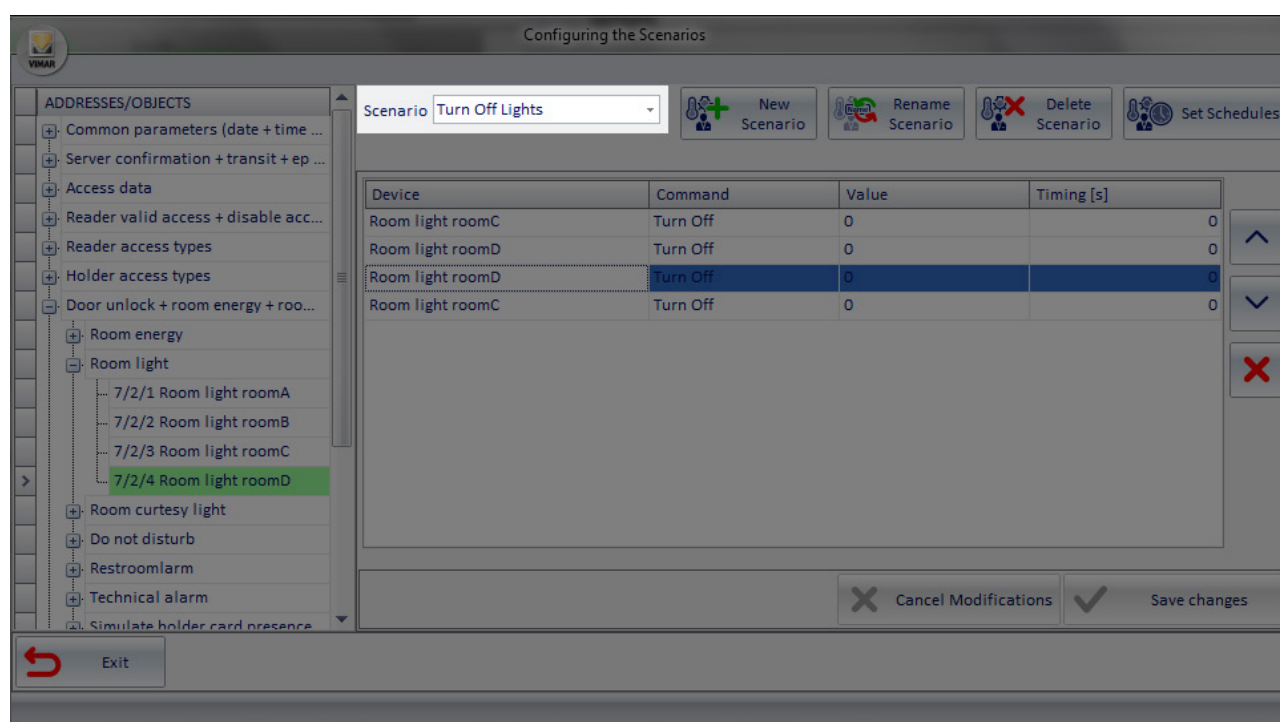 Configuring the Scenarios
VIMAR
ADDRESSES/OBJECTS
Common parameters (date + time ...
Server confirmation + transit + ep ...
Access data
Reader valid access + disable acc...
Reader access types
Holder access types
Door unlock + room energy + roo...
Room energy
Room light
7/2/1 Room light roomA
7/2/2 Room light roomB
7/2/3 Room light roomC
7/2/4 Room light roomD
Room curtesy light
Do not disturb
Restroomlarm
Technical alarm
Simulate holder card presence
Scenario Turn Off Lights
New Scenario
Rename Scenario
Delete Scenario
Set Schedules
Device Command Value Timing [s]
Room light roomC Turn Off 0 0
Room light roomD Turn Off 0 0
Room light roomD Turn Off 0 0
Room light roomC Turn Off 0 0
Cancel Modifications Save changes
Exit